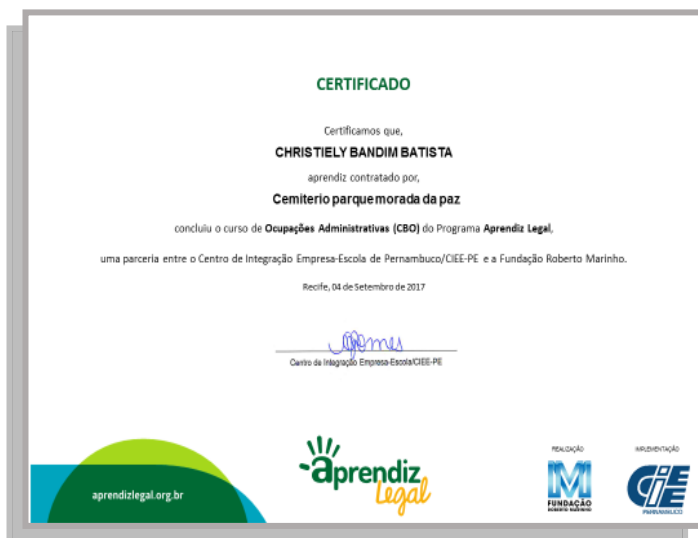 CERTIFICADO
Certificamos que,
CHRISTIELY BANDIM BATISTA
aprendiz contratado por,
Cemiterio parque morada da paz
concluiu o curso de Ocupações Administrativas (CBO) do Programa Aprendiz Legal,
uma parceria entre o Centro de Integração Empresa-Escola de Pernambuco/CIEE-PE e a Fundação Roberto Marinho.
Recife, 04 de Setembro de 2017
Centro de Integração Empresa-Escola/CIEE-PE
aprendizlegal.org.br
aprendiz
Legal
REALIZAÇÃO
FUNDAÇÃO
ROBERTO MARINHO
IMPLEMENTAÇÃO
CIEE
PERNAMBUCO